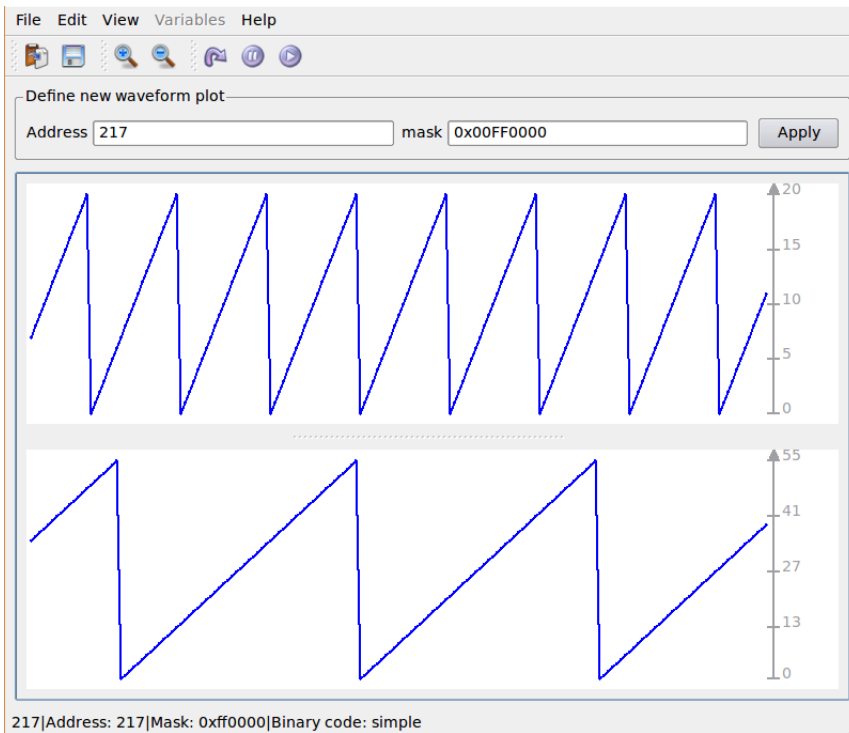 File Edit View Variables Help
Define new waveform plot
Address 217 mask 0x00FF0000 Apply
20
15
10
5
0
55
41
27
13
0
217|Address: 217|Mask: 0xff0000|Binary code: simple